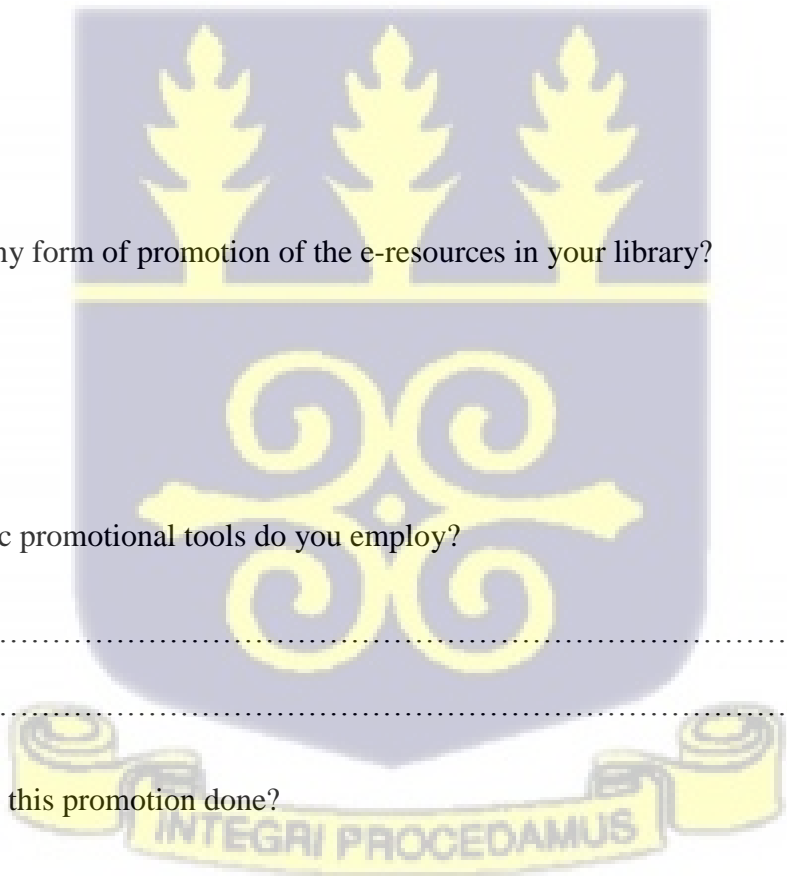 ny form of promotion of the e-resources in your library?
c promotional tools do you employ?
……………………………………………………………………
……………………………………………………………………
this promotion done?
INTEGRI PROCEDAMUS